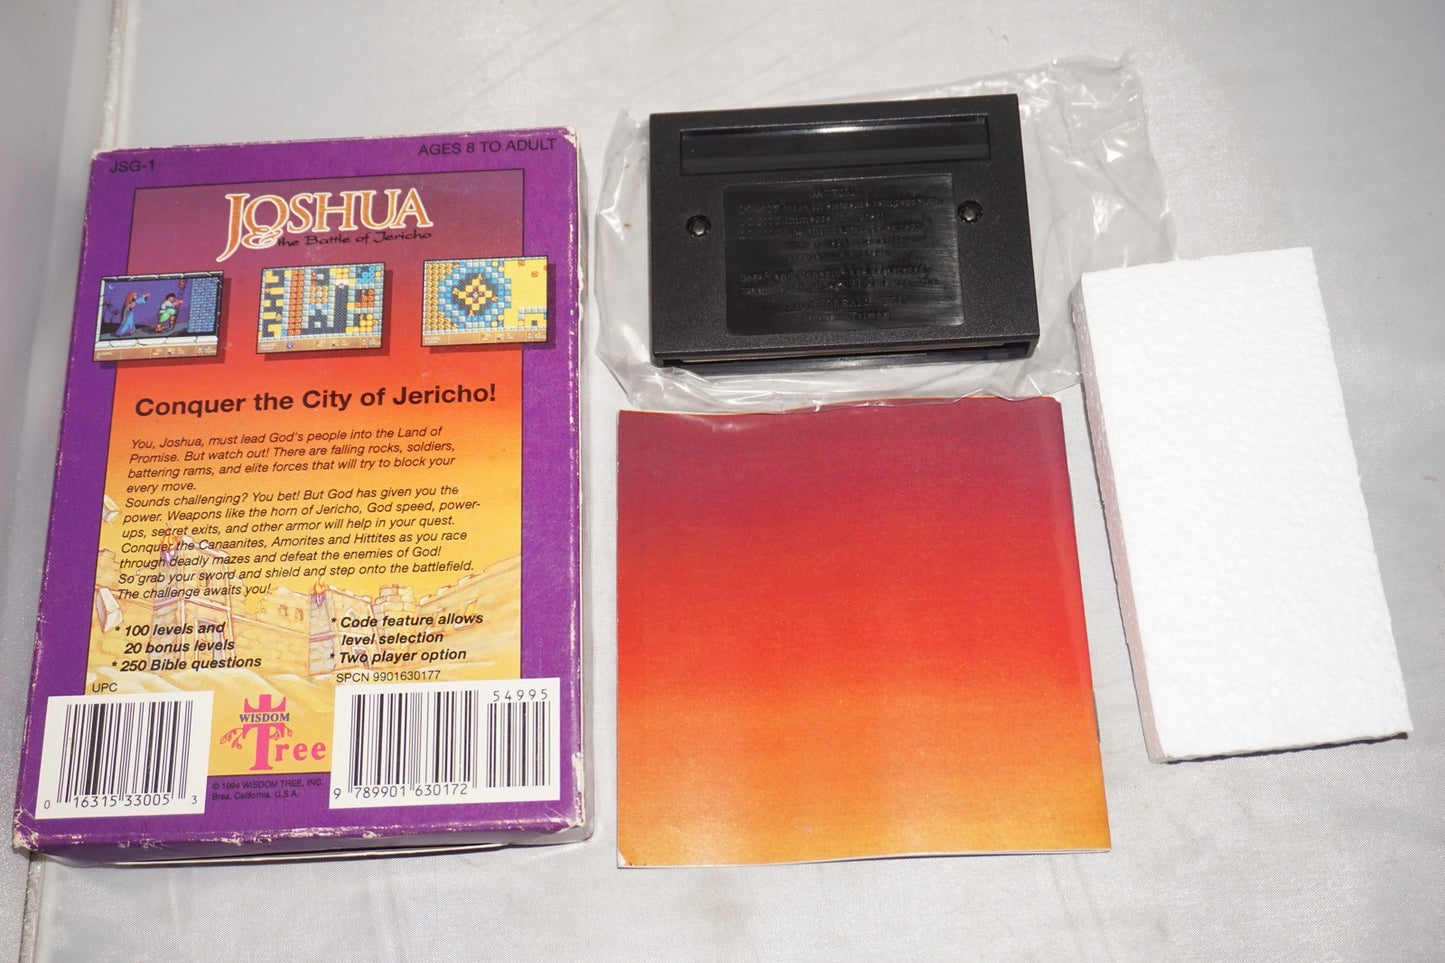 JSG-1
AGES 8 TO ADULT
JOSHUA
& the Battle of Jericho
Conquer the City of Jericho!
You, Joshua, must lead God's people into the Land of
Promise. But watch out! There are falling rocks, soldiers,
battering rams, and elite forces that will try to block your
every move.
Sounds challenging? You bet! But God has given you the
power. Weapons like the horn of Jericho, God speed, power-
ups, secret exits, and other armor will help in your quest.
Conquer the Canaanites, Amorites and Hittites as you race
through deadly mazes and defeat the enemies of God!
So grab your sword and shield and step onto the battlefield.
The challenge awaits you!
* 100 levels and
20 bonus levels
* 250 Bible questions
* Code feature allows
level selection
* Two player option
SPCN 9901630177
UPC
0 16315 33005 3
WISDOM
Tree
© 1994 WISDOM TREE, INC.
Brea, California, U.S.A.
54995
9 789901 630172